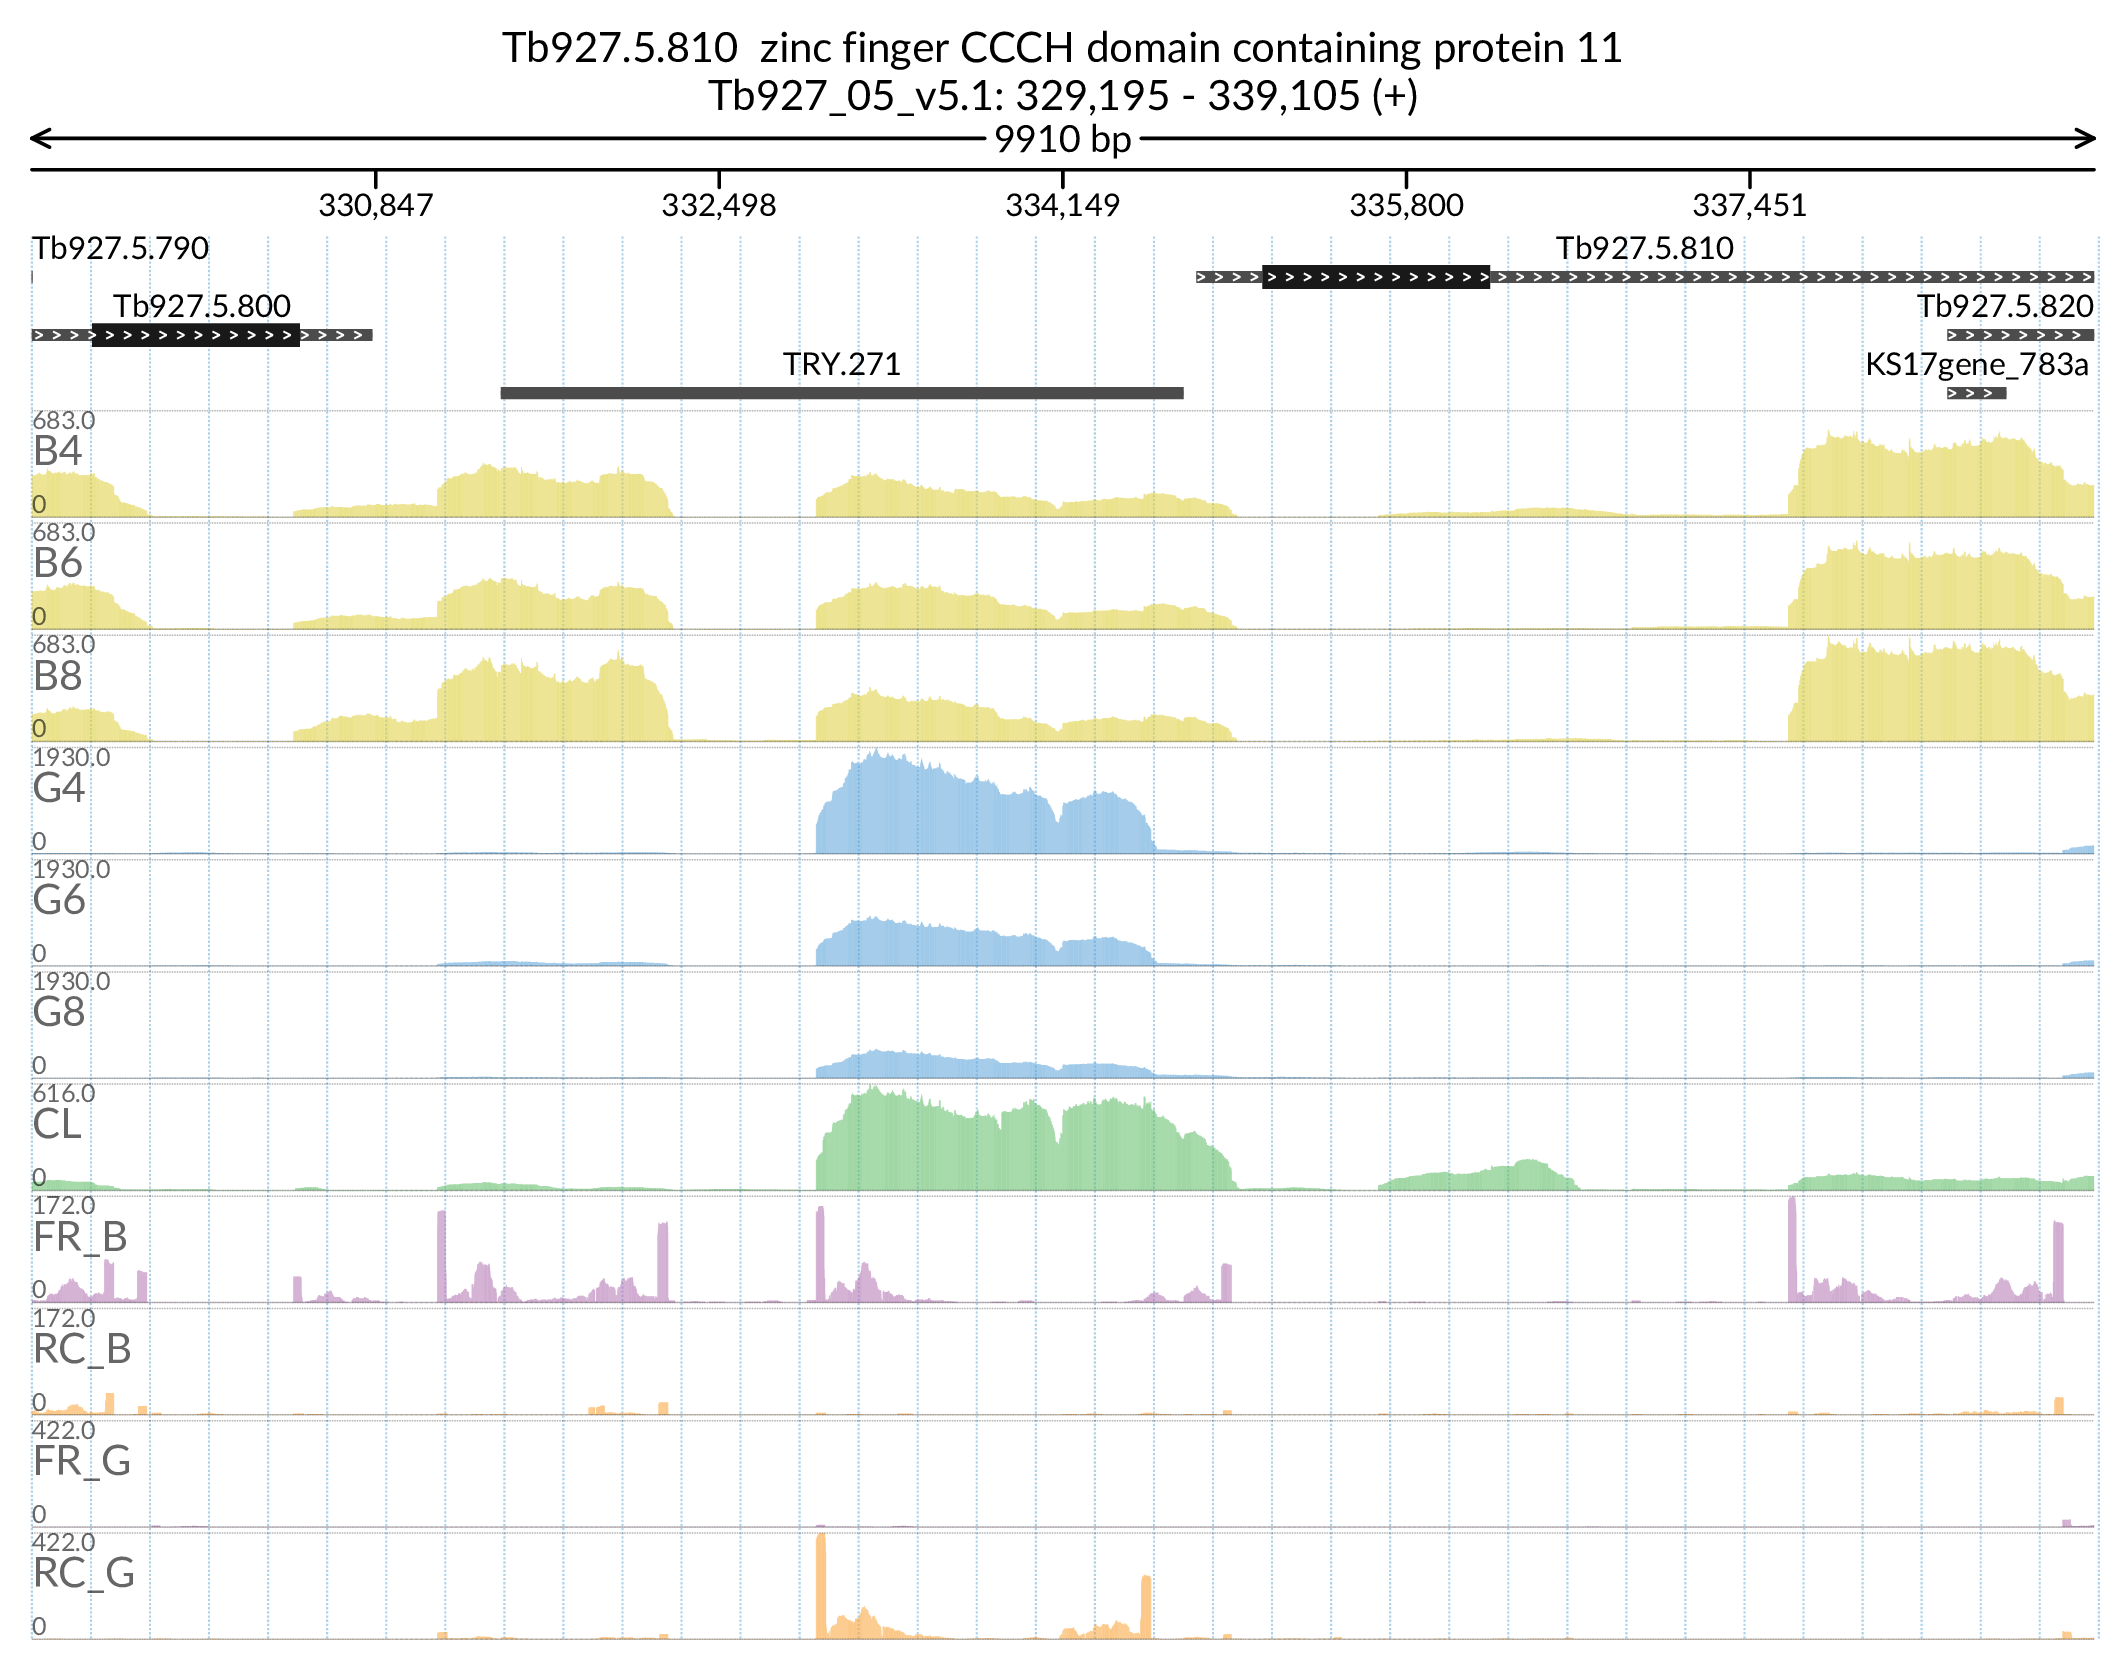 Tb927.5.810 zinc finger CCCH domain containing protein 11
Tb927_05_v5.1: 329,195 - 339,105 (+)
9910 bp
330,847 332,498 334,149 335,800 337,451
Tb927.5.790 Tb927.5.810
Tb927.5.800 Tb927.5.820
TRY.271 KS17gene_783a
683.0
B4
0
683.0
B6
0
683.0
B8
0
1930.0
G4
0
1930.0
G6
0
1930.0
G8
0
616.0
CL
0
172.0
FR_B
0
172.0
RC_B
0
422.0
FR_G
0
422.0
RC_G
0